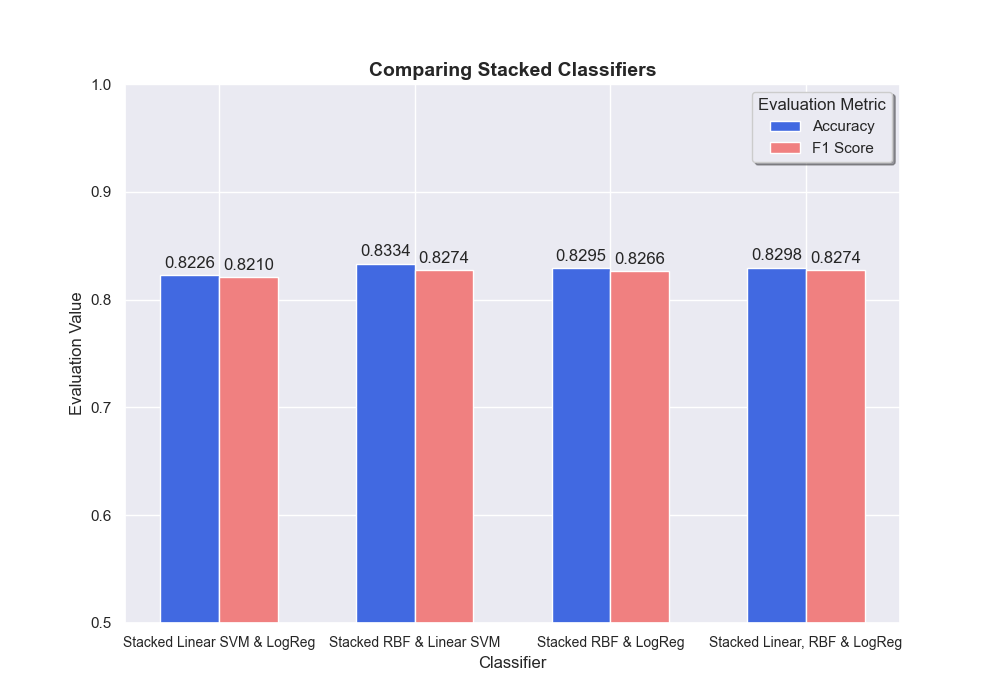 Comparing Stacked Classifiers
1.0
0.9
0.8
0.7
0.6
0.5
Evaluation Value
Evaluation Metric
Accuracy
F1 Score
0.8226 0.8210
0.8334 0.8274
0.8295 0.8266
0.8298 0.8274
Stacked Linear SVM & LogReg
Stacked RBF & Linear SVM
Stacked RBF & LogReg
Stacked Linear, RBF & LogReg
Classifier